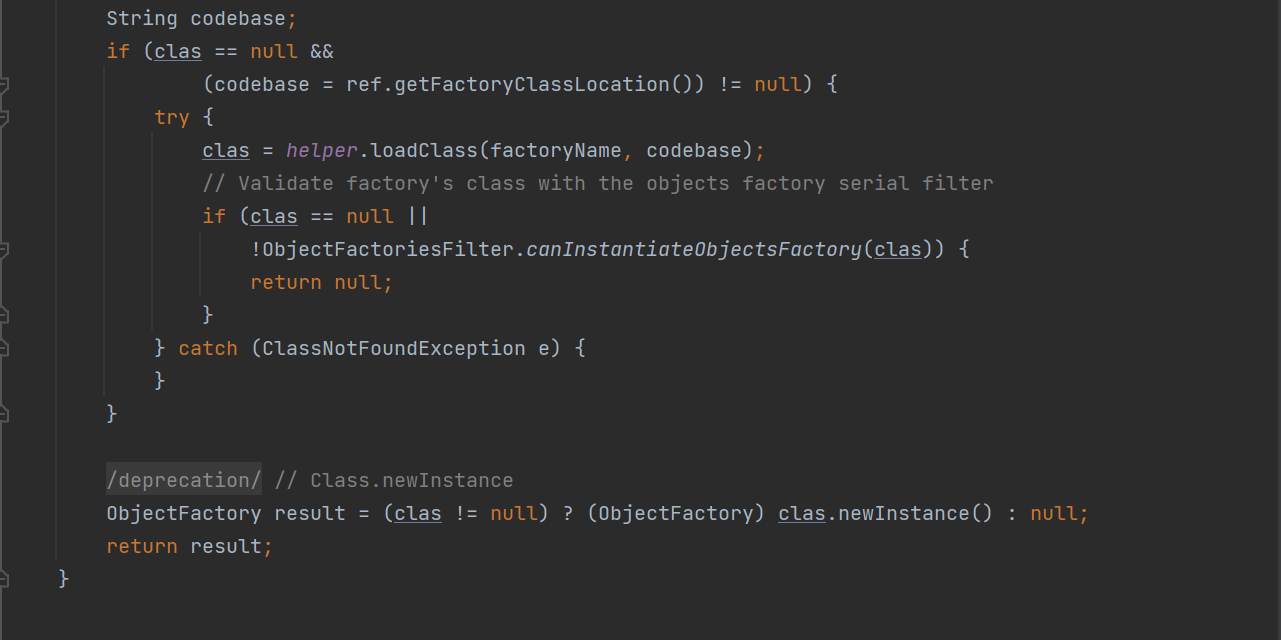 String codebase;
if (clas == null &&
(codebase = ref.getFactoryClassLocation()) != null) {
try {
clas = helper.loadClass(factoryName, codebase);
// Validate factory's class with the objects factory serial filter
if (clas == null ||
!ObjectFactoriesFilter.canInstantiateObjectsFactory(clas)) {
return null;
}
} catch (ClassNotFoundException e) {
}
}
/deprecation/ // Class.newInstance
ObjectFactory result = (clas != null) ? (ObjectFactory) clas.newInstance() : null;
return result;
}